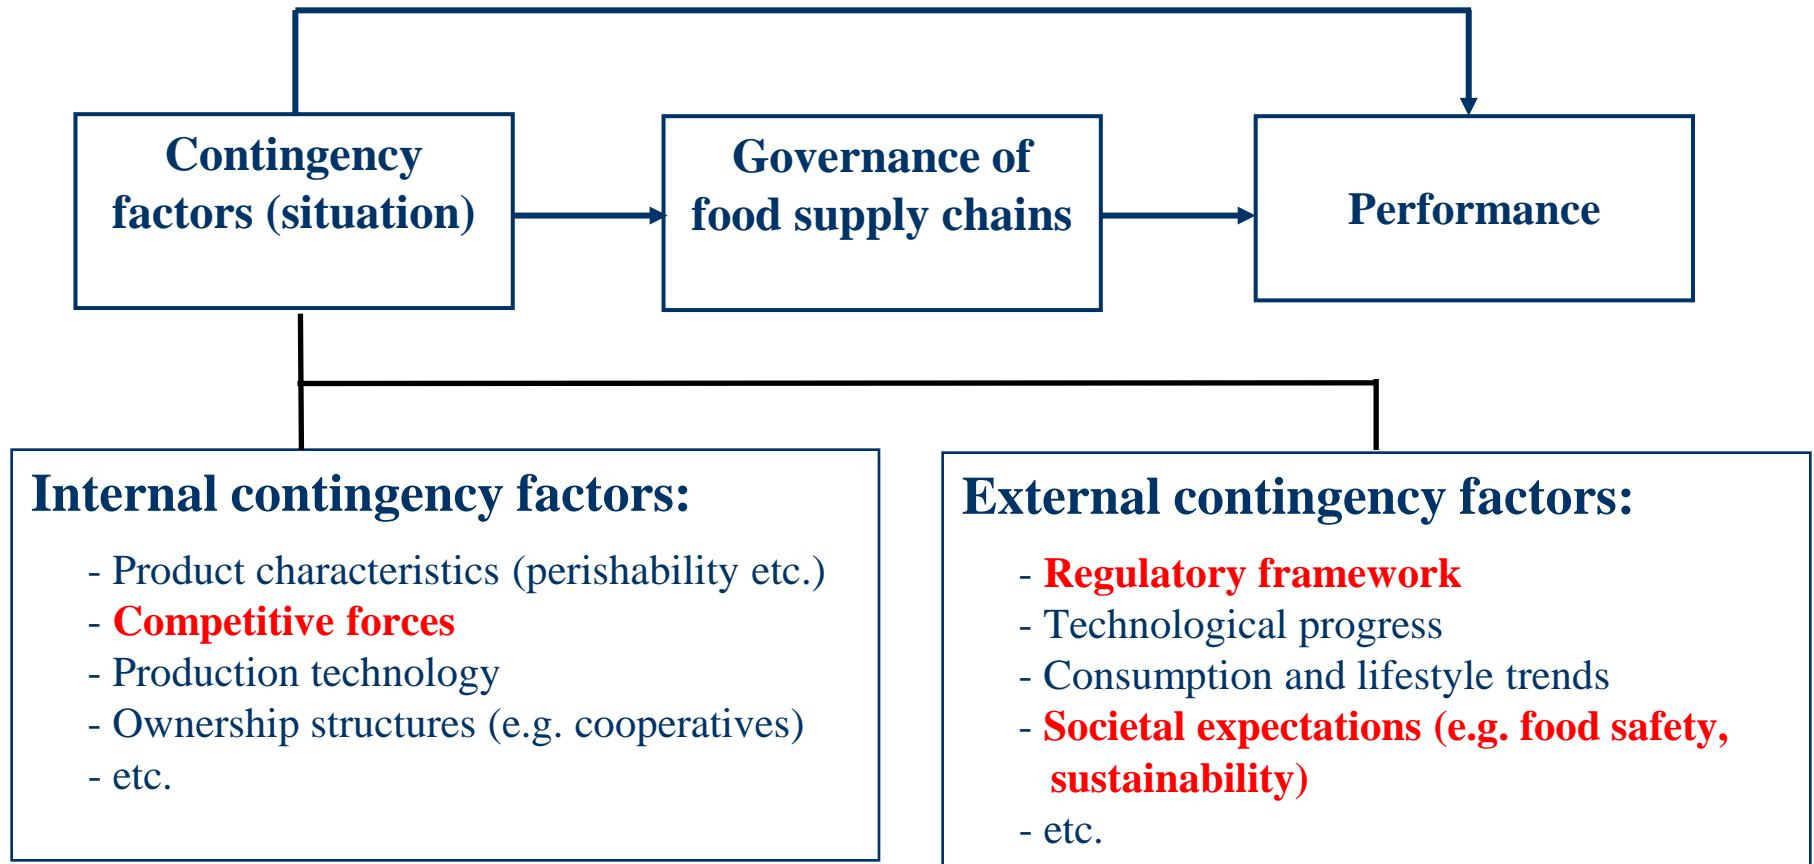 Contingency
factors (situation)
Governance of
food supply chains
Performance
Internal contingency factors:
- Product characteristics (perishability etc.)
- Competitive forces
- Production technology
- Ownership structures (e.g. cooperatives)
- etc.
External contingency factors:
- Regulatory framework
- Technological progress
- Consumption and lifestyle trends
- Societal expectations (e.g. food safety,
sustainability)
- etc.